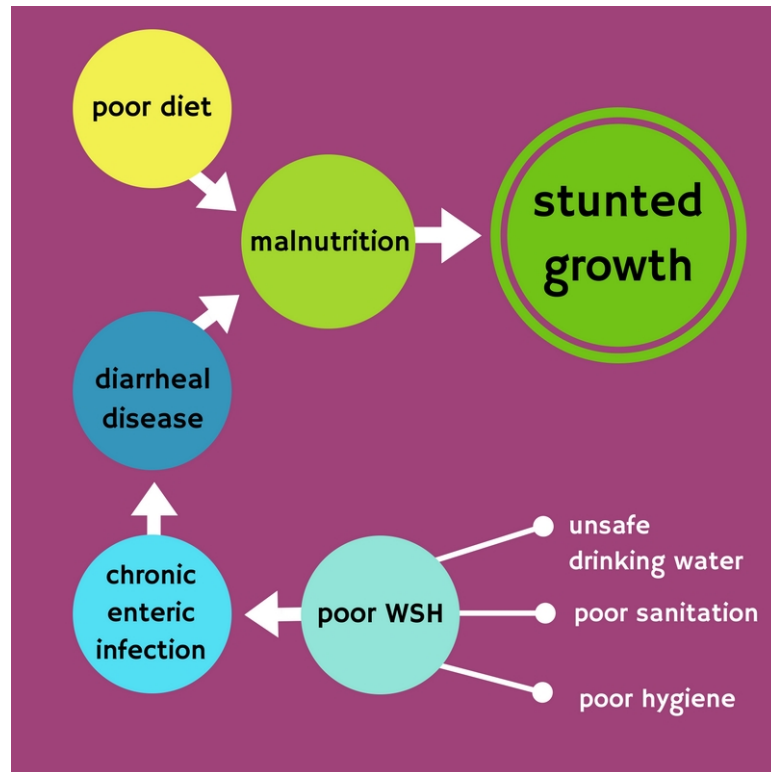 poor diet
malnutrition
stunted
growth
diarrheal
disease
chronic
enteric
infection
poor WSH
unsafe
drinking water
poor sanitation
poor hygiene